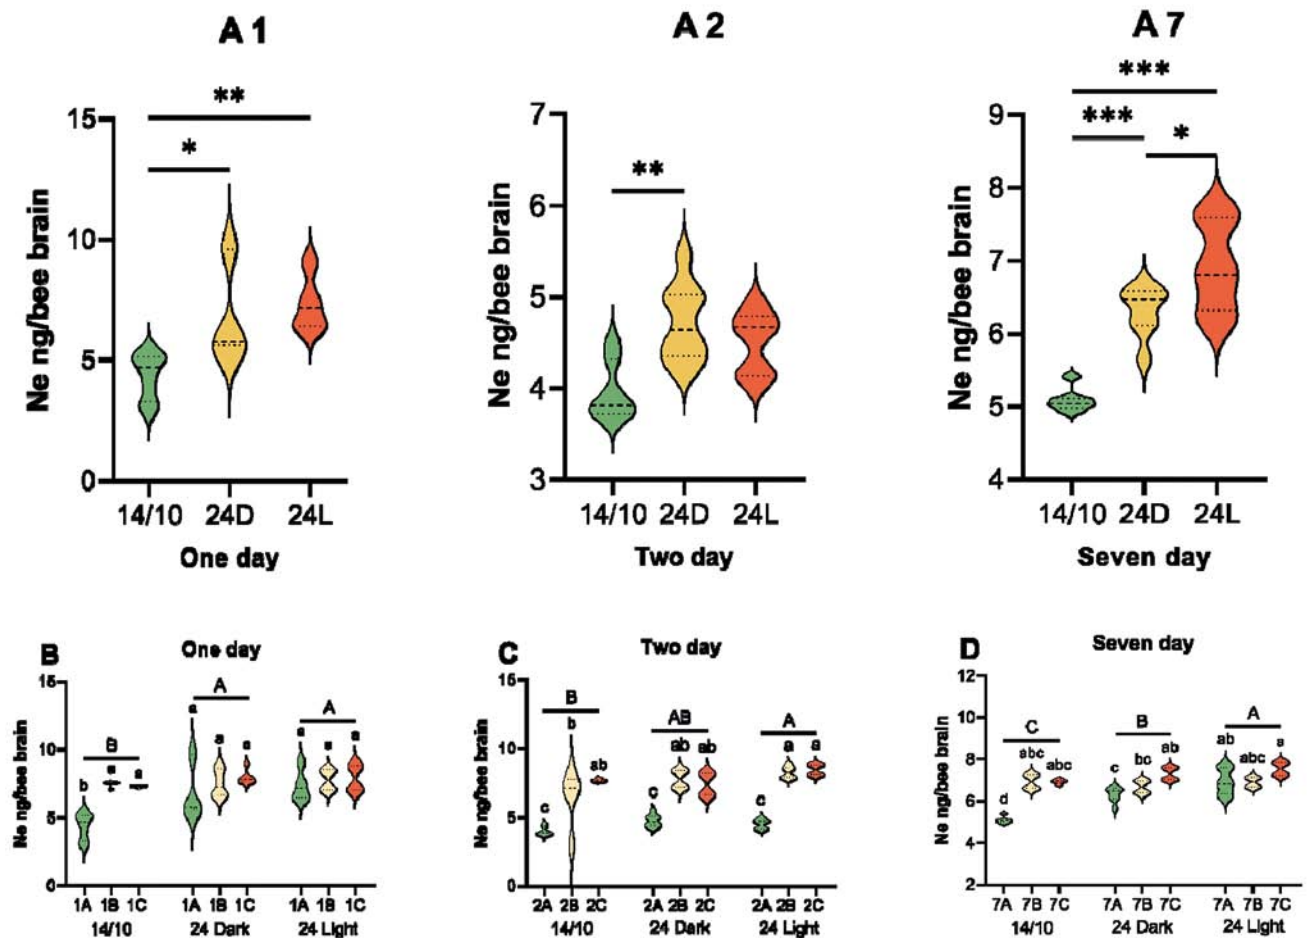 A 1
**
*
15
10
5
0
Ne ng/bee brain
14/10 24D 24L
One day
A 2
**
7
6
5
4
3
Ne ng/bee brain
14/10 24D 24L
Two day
A 7
***
***
*
9
8
7
6
5
4
Ne ng/bee brain
14/10 24D 24L
Seven day
B
One day
15
10
5
0
Ne ng/bee brain
B
b a a
A
a a a
A
a a a
1A 1B 1C 1A 1B 1C 1A 1B 1C
14/10 24 Dark 24 Light
C
Two day
15
10
5
0
Ne ng/bee brain
B
c b ab
AB
c ab ab
A
c a a
2A 2B 2C 2A 2B 2C 2A 2B 2C
14/10 24 Dark 24 Light
D
Seven day
12
10
8
6
4
2
Ne ng/bee brain
C
d abc abc
B
c bc ab
A
ab abc a
7A 7B 7C 7A 7B 7C 7A 7B 7C
14/10 24 Dark 24 Light